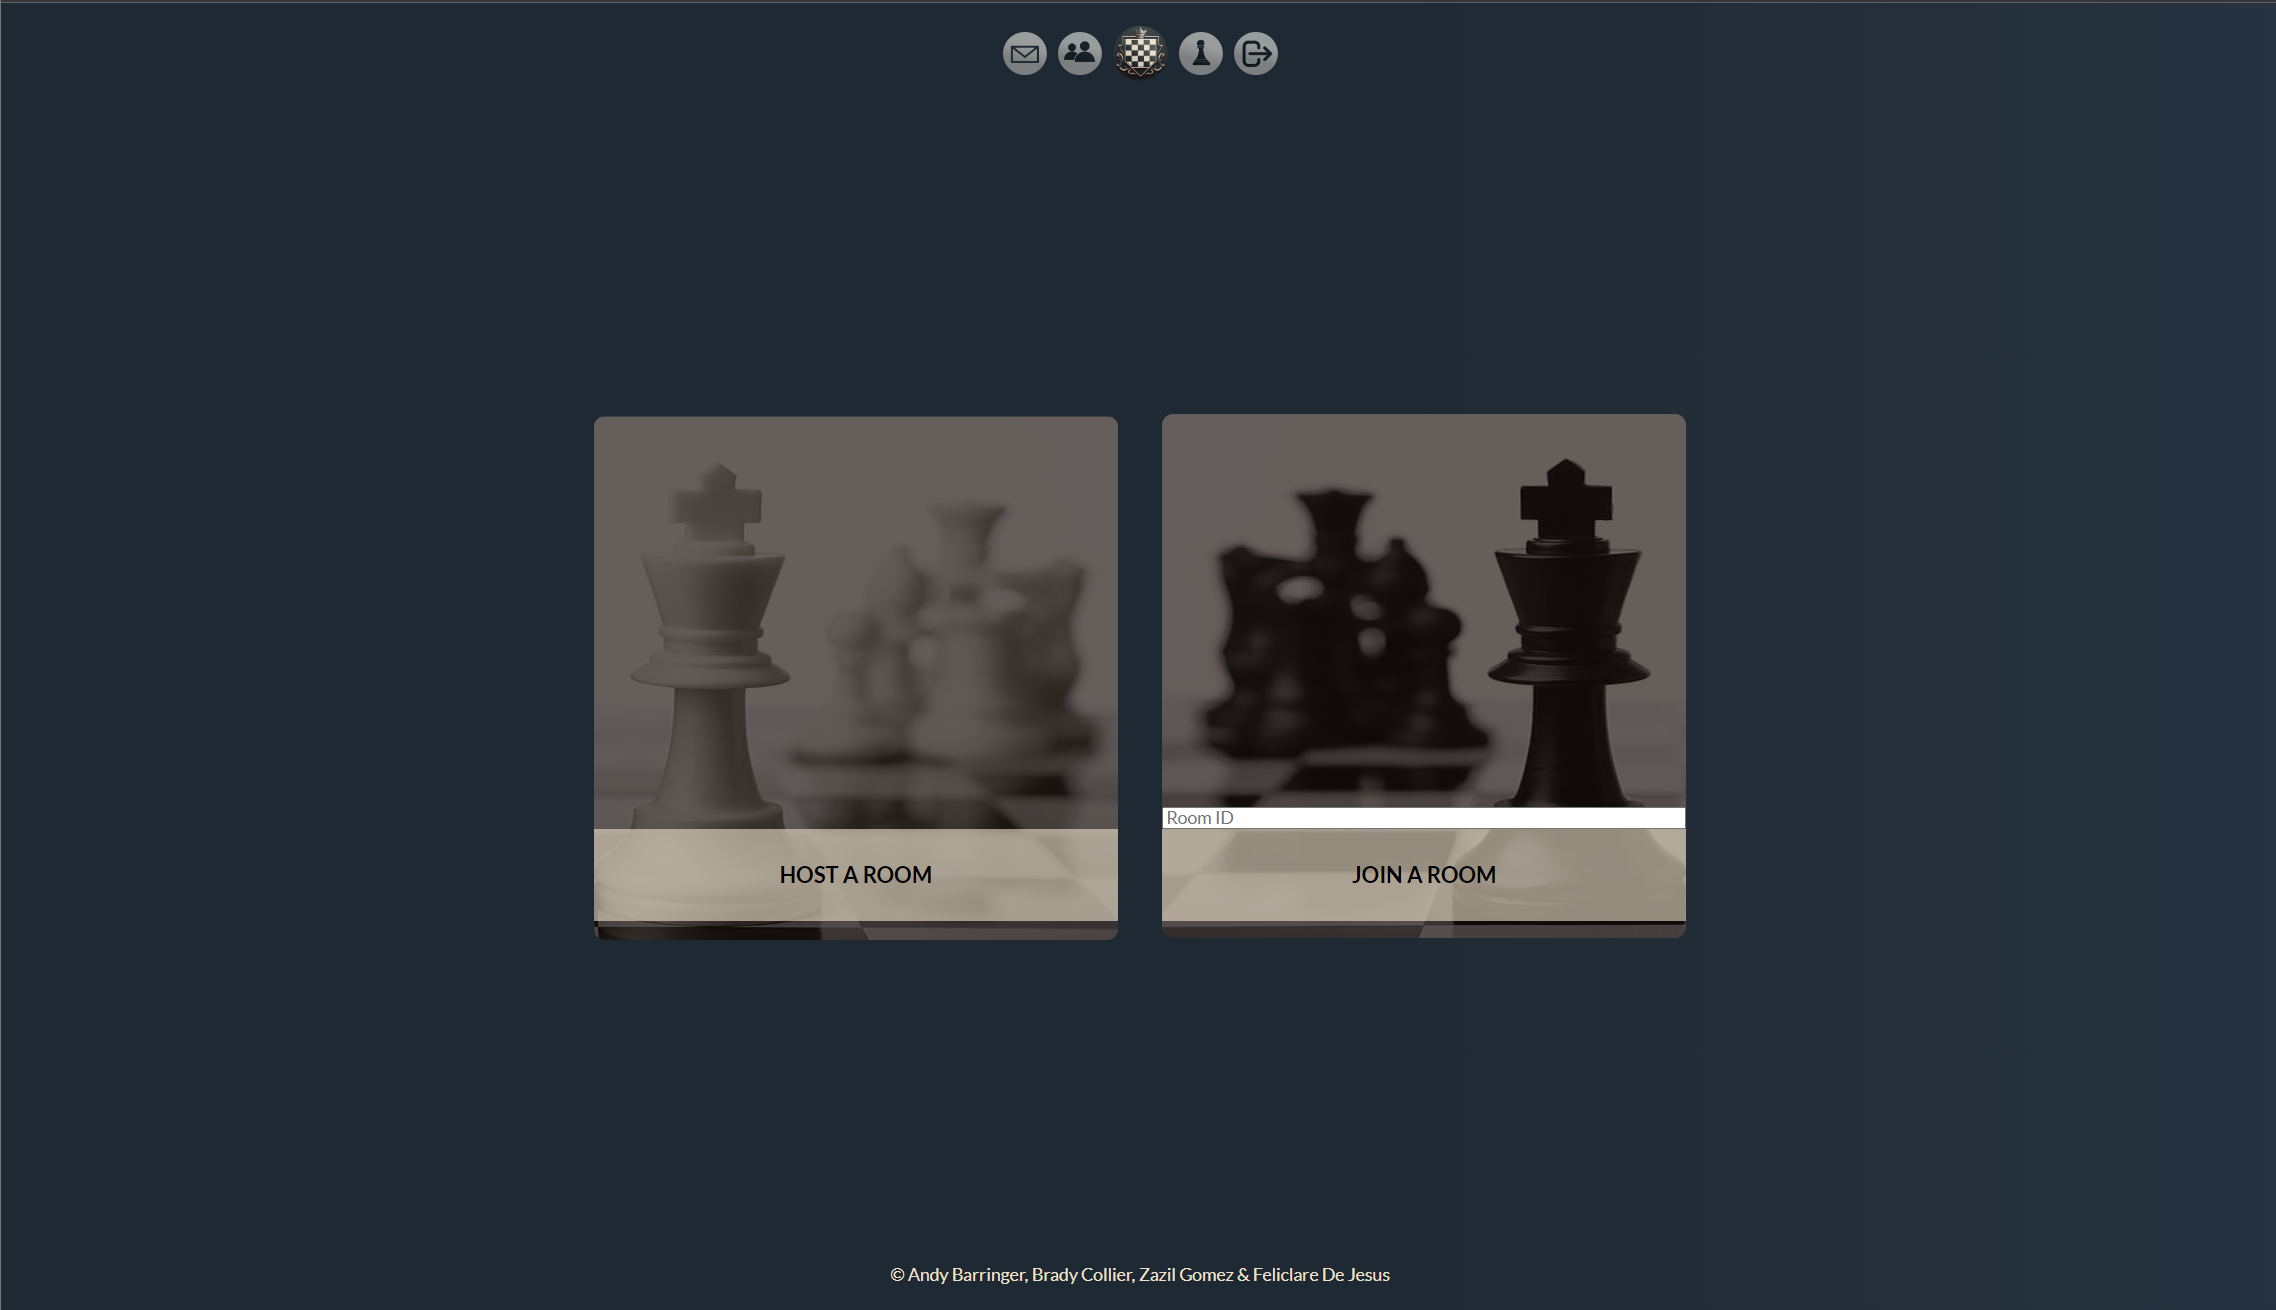 HOST A ROOM
Room ID
JOIN A ROOM
© Andy Barringer, Brady Collier, Zazil Gomez & Feliclare De Jesus